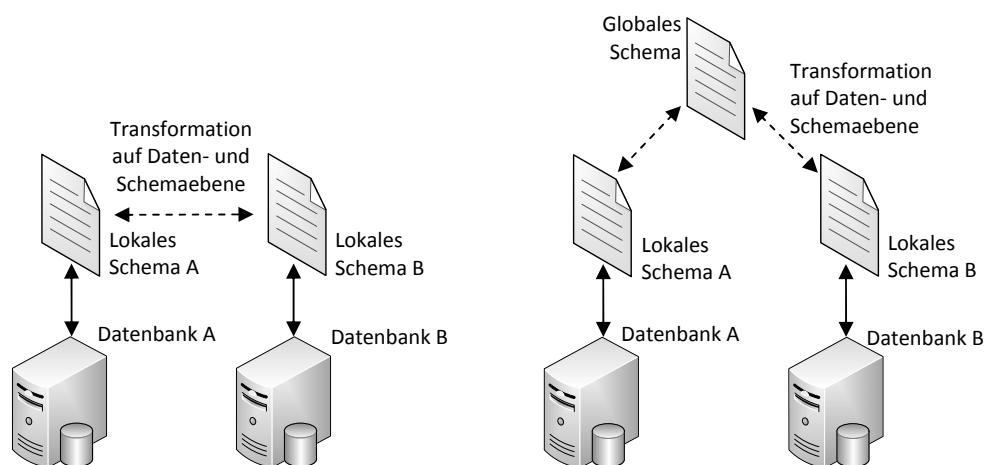 Transformation
auf Daten- und
Schemaebene
Lokales
Schema A
Lokales
Schema B
Datenbank A
Datenbank B
Globales
Schema
Transformation
auf Daten- und
Schemaebene
Lokales
Schema A
Lokales
Schema B
Datenbank A
Datenbank B